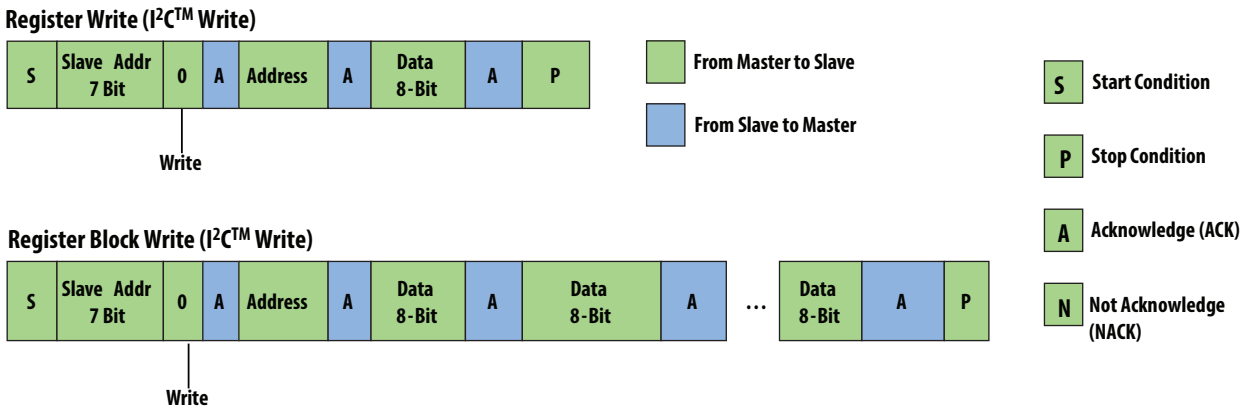 Register Write (I²C™ Write)
S Slave Addr 7 Bit 0 A Address A Data 8-Bit A P
Write
From Master to Slave
From Slave to Master
S Start Condition
P Stop Condition
A Acknowledge (ACK)
N Not Acknowledge
(NACK)
Register Block Write (I²C™ Write)
S Slave Addr 7 Bit 0 A Address A Data 8-Bit A Data 8-Bit A ... Data 8-Bit A P
Write